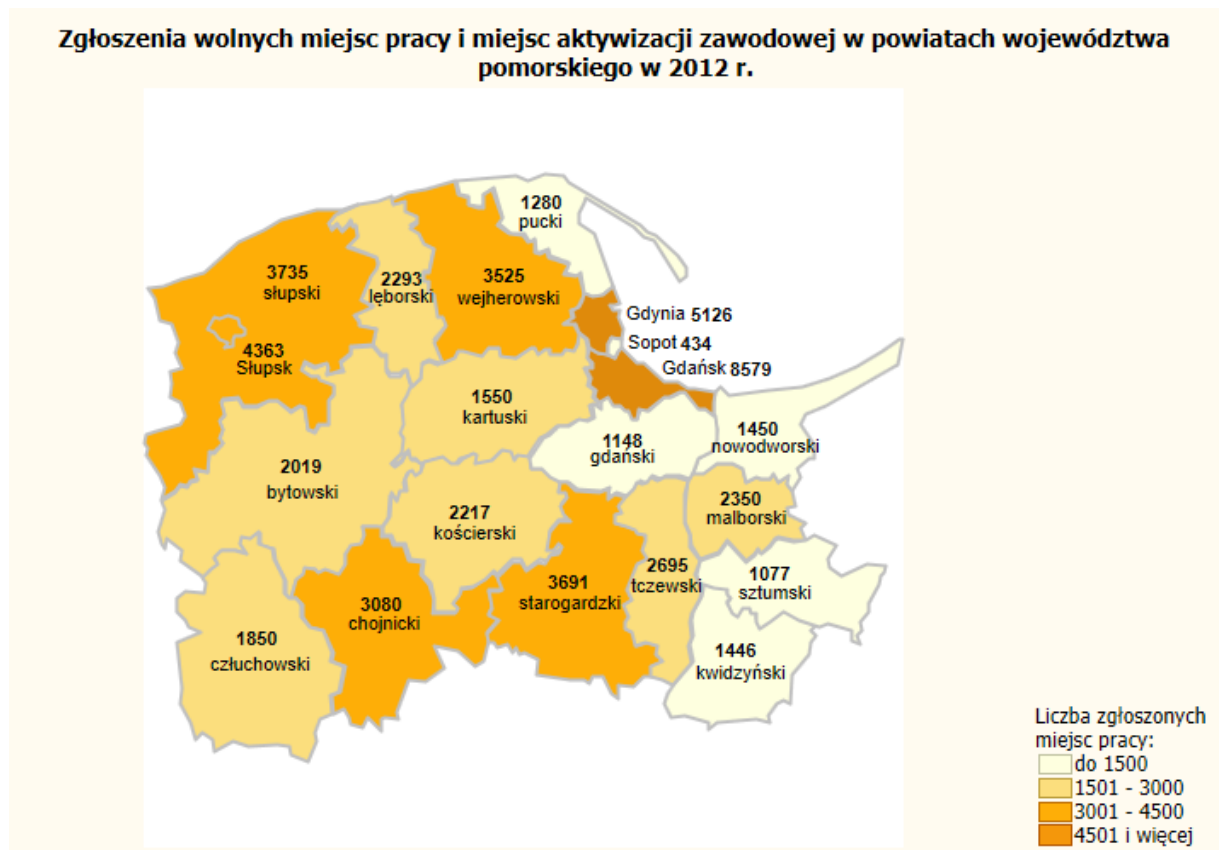 Zgłoszenia wolnych miejsc pracy i miejsc aktywizacji zawodowej w powiatach województwa
pomorskiego w 2012 r.
1280
pucki
3735
słupski
2293
lęborski
3525
wejherowski
Gdynia 5126
Sopot 434
Gdańsk 8579
4363
Słupsk
1550
kartuski
1148
gdański
1450
nowodworski
2019
bytowski
2217
kościerski
2350
malborski
3691
starogardzki
2695
tczewski
1077
sztumski
3080
chojnicki
1850
człuchowski
1446
kwidzyński
Liczba zgłoszonych
miejsc pracy:
do 1500
1501 - 3000
3001 - 4500
4501 i więcej